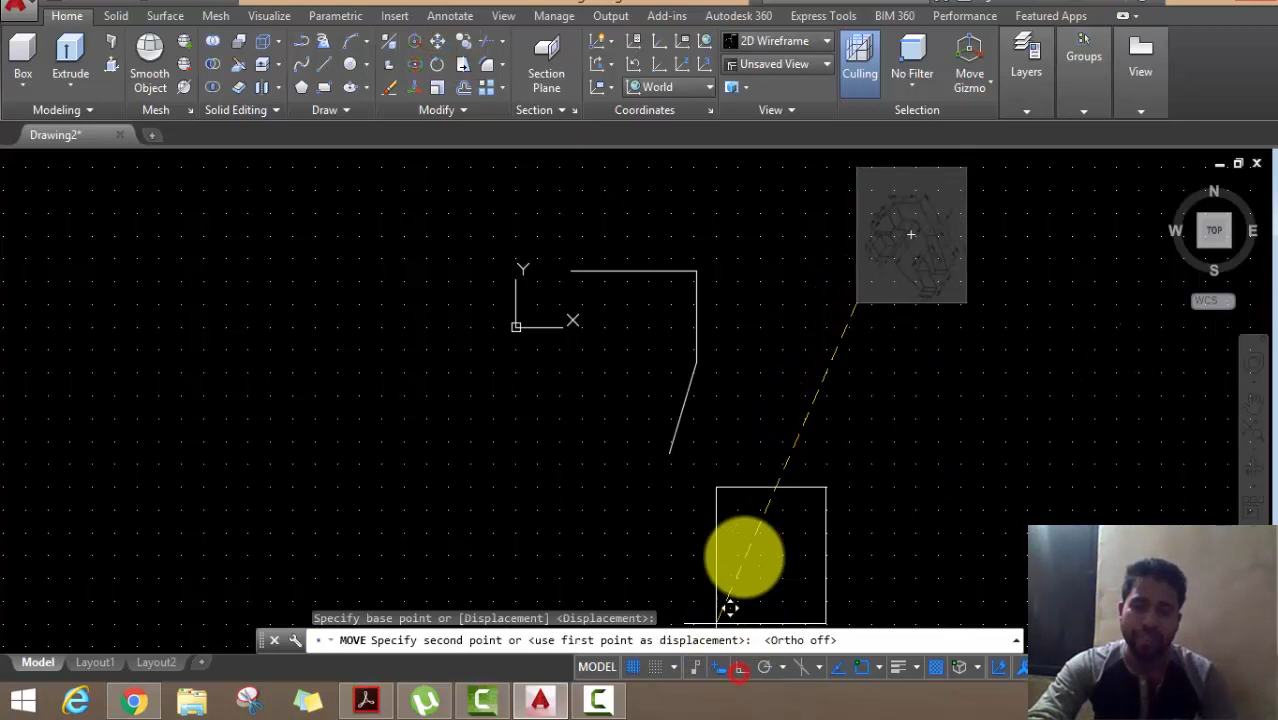 Home Solid Surface Mesh Visualize Parametric Insert Annotate View Manage Output Add-ins Autodesk 360 Express Tools BIM 360 Performance Featured Apps
2D Wireframe
Unsaved View
World
Box Extrude Smooth Object Section Plane Culling No Filter Move Gizmo Layers Groups View
Modeling Mesh Solid Editing Draw Modify Section Coordinates View Selection
Drawing2*
N
W TOP E
S
WCS
Y
X
Specify base point or [Displacement] <Displacement>:
MOVE Specify second point or <use first point as displacement>: <Ortho off>
Model Layout1 Layout2 + MODEL